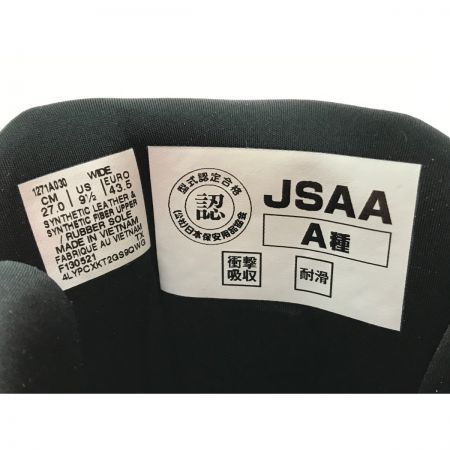 1271A030 WIDE
CM US EURO
27.0 9½ 43.5
SYNTHETIC LEATHER &
SYNTHETIC FIBER UPPER
RUBBER SOLE
MADE IN VIETNAM
FABRIQUE AU VIETNAM
F130521 TX
4LYPCXKT2GS9GWG
型式認定合格
認
(公社)日本保安用品協会
JSAA
A種
衝撃
吸収
耐滑